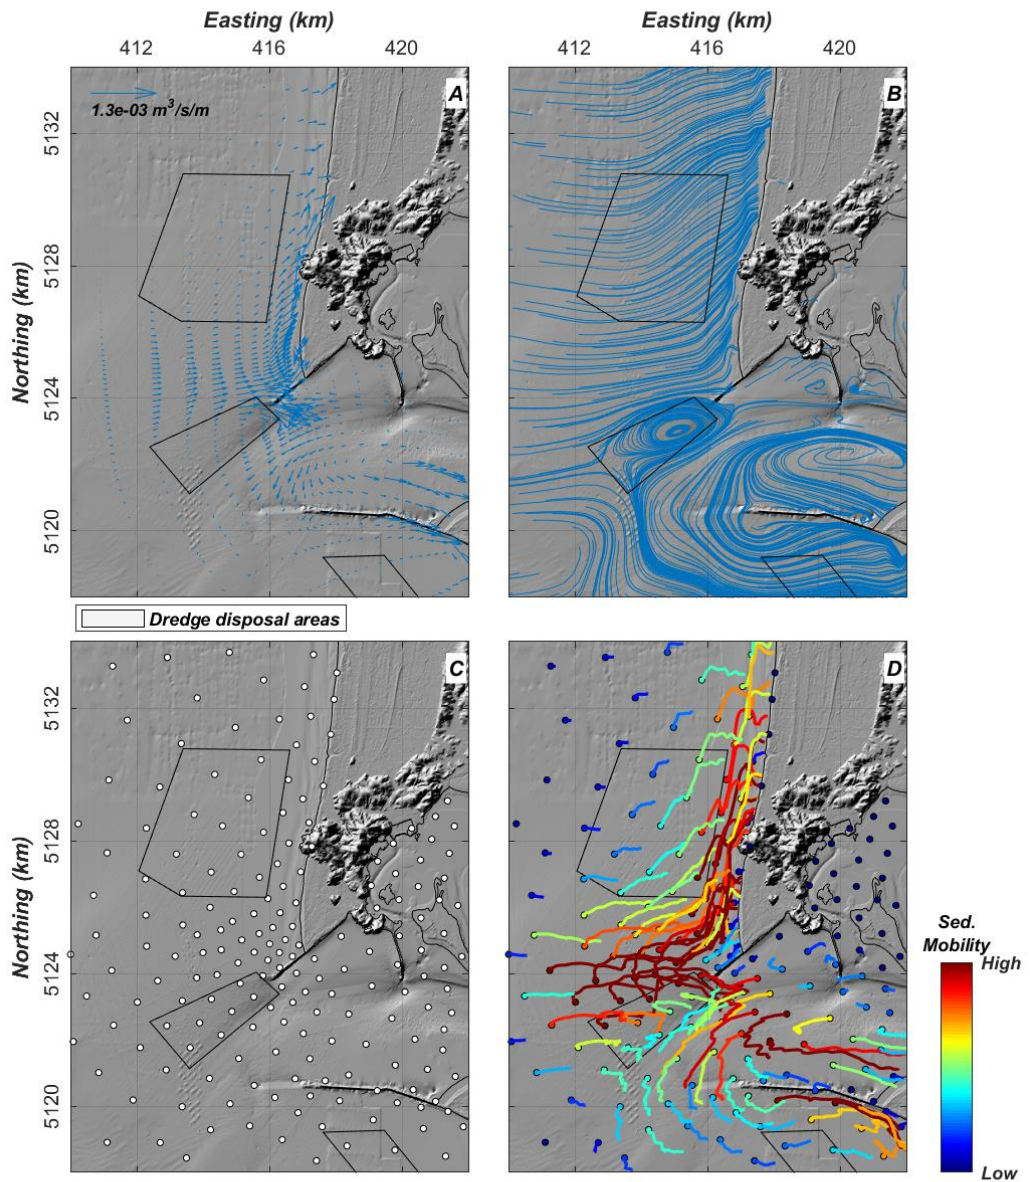 Easting (km)
Easting (km)
412 416 420
412 416 420
A
B
1.3e-03 m³/s/m
5132
5128
5124
5120
Northing (km)
Dredge disposal areas
C
D
5132
5128
5124
5120
Northing (km)
Sed.
Mobility
High
Low